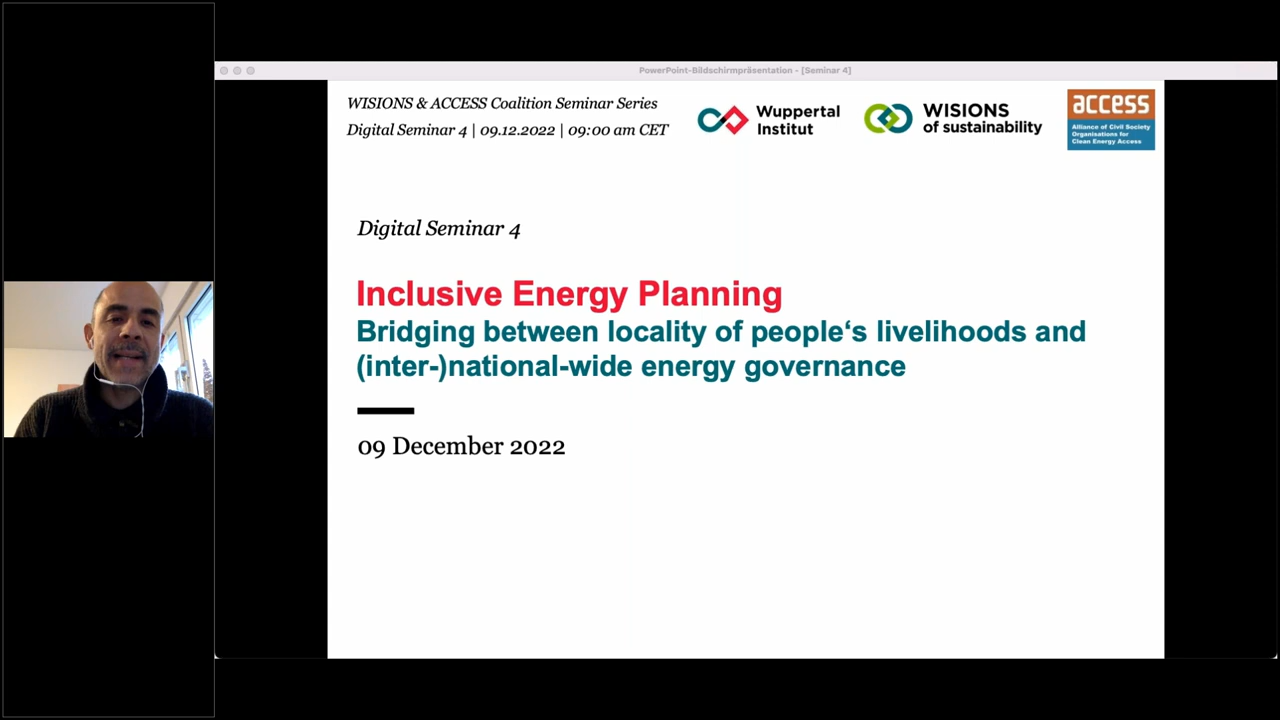 PowerPoint-Bildschirmpräsentation - [Seminar 4]
WISIONS & ACCESS Coalition Seminar Series
Digital Seminar 4 | 09.12.2022 | 09:00 am CET
Wuppertal
Institut
WISIONS
of sustainability
access
Alliance of Civil Society
Organisations for
Clean Energy Access
Digital Seminar 4
Inclusive Energy Planning
Bridging between locality of people‘s livelihoods and
(inter-)national-wide energy governance
09 December 2022